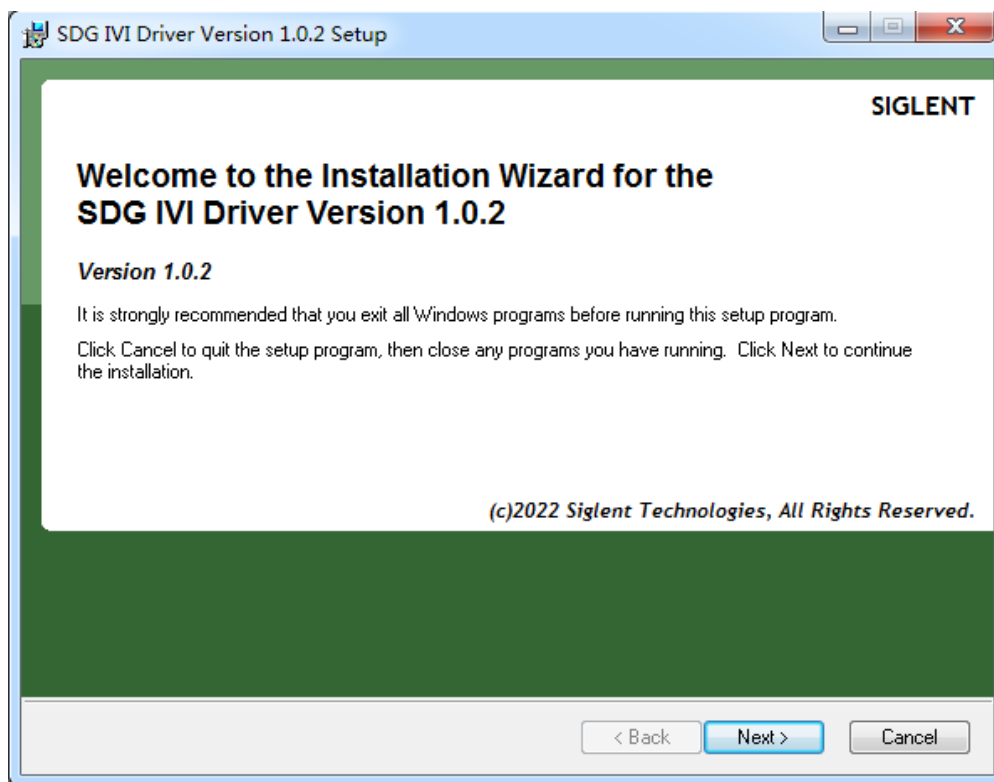 SDG IVI Driver Version 1.0.2 Setup
SIGLENT
Welcome to the Installation Wizard for the
SDG IVI Driver Version 1.0.2
Version 1.0.2
It is strongly recommended that you exit all Windows programs before running this setup program.
Click Cancel to quit the setup program, then close any programs you have running.  Click Next to continue
the installation.
(c)2022 Siglent Technologies, All Rights Reserved.
< Back
Next >
Cancel